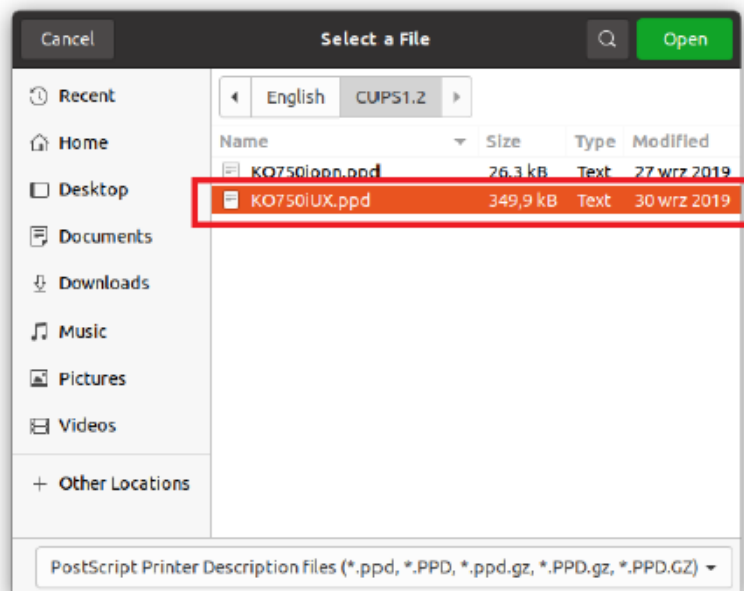 Cancel Select a File Open
Recent
Home
Desktop
Documents
Downloads
Music
Pictures
Videos
+ Other Locations
English CUPS1.2
Name Size Type Modified
KO750iopn.ppd 26,3 kB Text 27 wrz 2019
KO750iUX.ppd 349,9 kB Text 30 wrz 2019
PostScript Printer Description files (*.ppd, *.PPD, *.ppd.gz, *.PPD.gz, *.PPD.GZ)